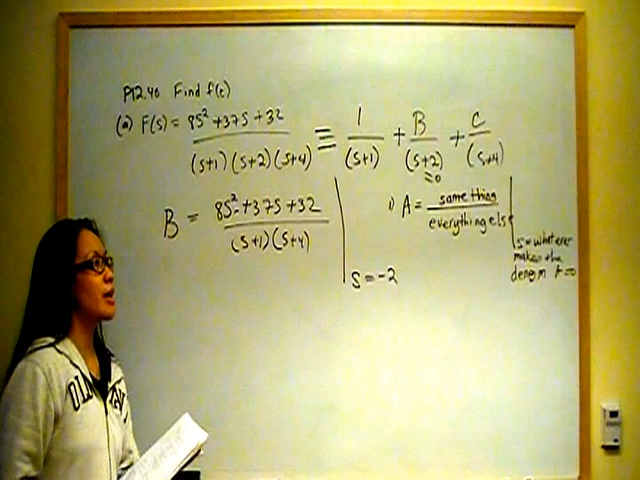 P12.40 Find f(t)
(a) F(s) = 8s² + 37s + 32 / (s+1)(s+2)(s+4) ≡ 1/(s+1) + B/(s+2) + C/(s+4)
=0
B = 8s² + 37s + 32 / (s+1)(s+4) | s = -2
1) A = same thing / everything else | s = whatever makes the denom A = 0
OLD